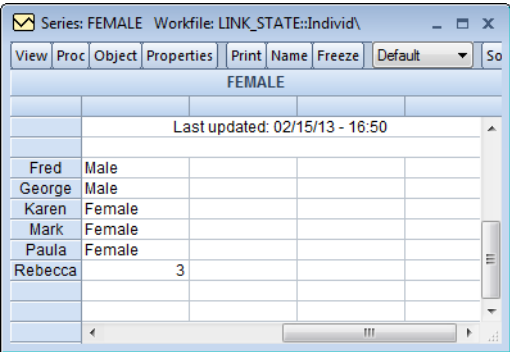 Series: FEMALE Workfile: LINK_STATE::Individ\
View Proc Object Properties Print Name Freeze Default So
FEMALE
Last updated: 02/15/13 - 16:50
Fred Male
George Male
Karen Female
Mark Female
Paula Female
Rebecca 3